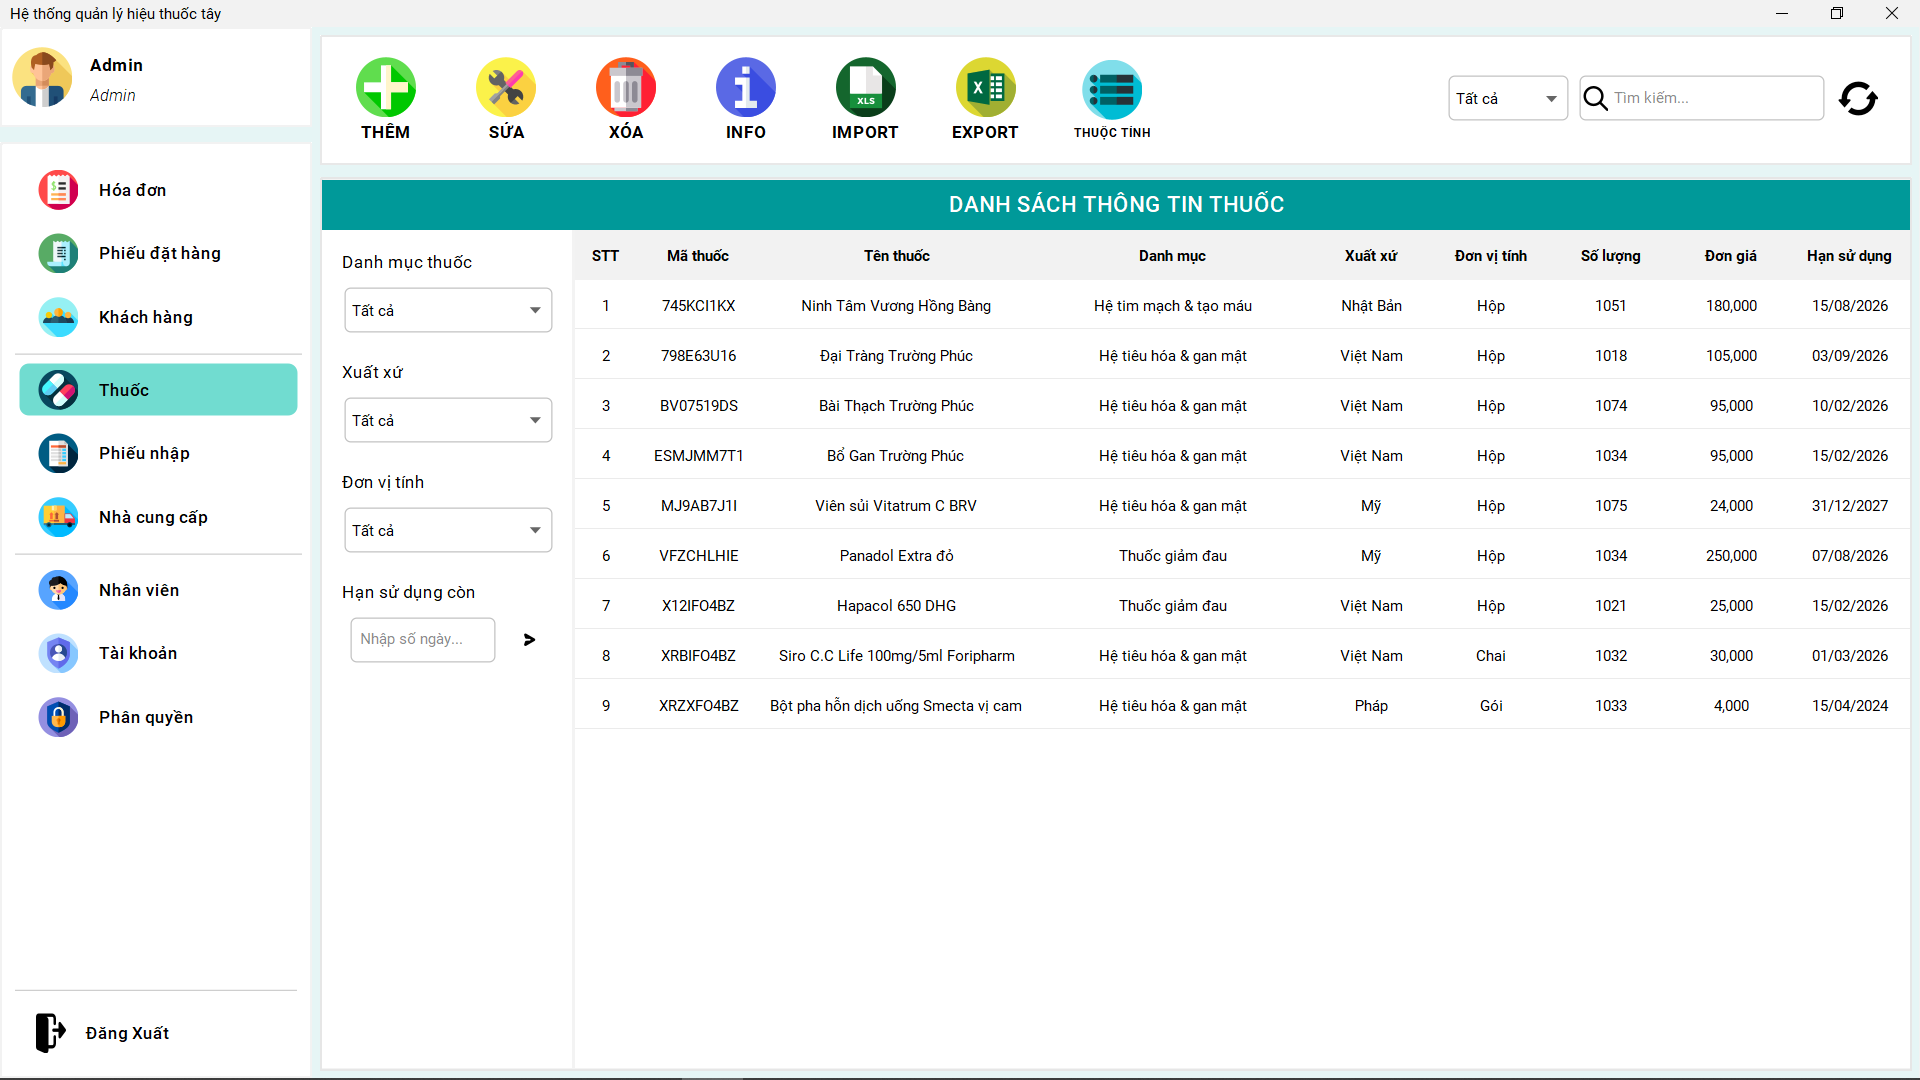 Hệ thống quản lý hiệu thuốc tây
Admin
Admin
Hóa đơn
Phiếu đặt hàng
Khách hàng
Thuốc
Phiếu nhập
Nhà cung cấp
Nhân viên
Tài khoản
Phân quyền
Đăng Xuất
THÊM SỬA XÓA INFO IMPORT EXPORT THUỘC TÍNH
XLS
X
Tất cả Tìm kiếm...
DANH SÁCH THÔNG TIN THUỐC
Danh mục thuốc
Tất cả
Xuất xứ
Tất cả
Đơn vị tính
Tất cả
Hạn sử dụng còn
Nhập số ngày...
STT Mã thuốc Tên thuốc Danh mục Xuất xứ Đơn vị tính Số lượng Đơn giá Hạn sử dụng
1 745KCI1KX Ninh Tâm Vương Hồng Bàng Hệ tim mạch & tạo máu Nhật Bản Hộp 1051 180,000 15/08/2026
2 798E63U16 Đại Tràng Trường Phúc Hệ tiêu hóa & gan mật Việt Nam Hộp 1018 105,000 03/09/2026
3 BV07519DS Bài Thạch Trường Phúc Hệ tiêu hóa & gan mật Việt Nam Hộp 1074 95,000 10/02/2026
4 ESMJMM7T1 Bổ Gan Trường Phúc Hệ tiêu hóa & gan mật Việt Nam Hộp 1034 95,000 15/02/2026
5 MJ9AB7J1I Viên sủi Vitatrum C BRV Hệ tiêu hóa & gan mật Mỹ Hộp 1075 24,000 31/12/2027
6 VFZCHLHIE Panadol Extra đỏ Thuốc giảm đau Mỹ Hộp 1034 250,000 07/08/2026
7 X12IFO4BZ Hapacol 650 DHG Thuốc giảm đau Việt Nam Hộp 1021 25,000 15/02/2026
8 XRBIFO4BZ Siro C.C Life 100mg/5ml Foripharm Hệ tiêu hóa & gan mật Việt Nam Chai 1032 30,000 01/03/2026
9 XRZXFO4BZ Bột pha hỗn dịch uống Smecta vị cam Hệ tiêu hóa & gan mật Pháp Gói 1033 4,000 15/04/2024